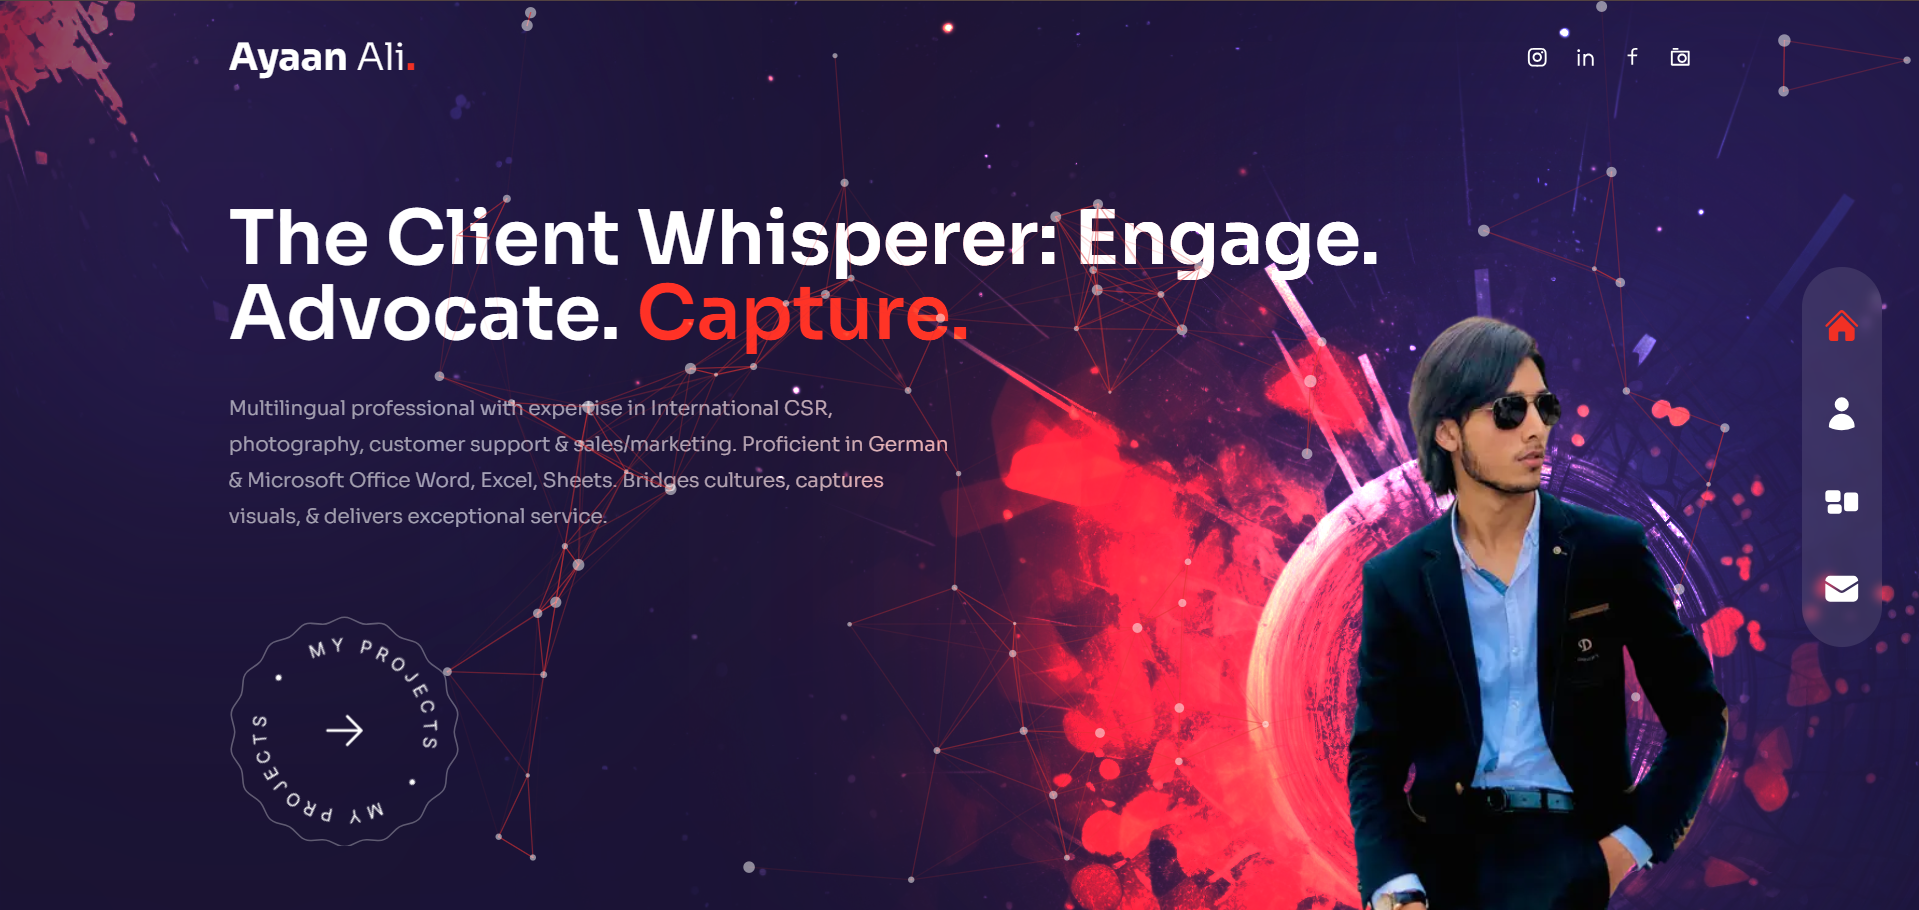 Ayaan Ali.
in
f
The Client Whisperer: Engage.
Advocate. Capture.
Multilingual professional with expertise in International CSR,
photography, customer support & sales/marketing. Proficient in German
& Microsoft Office Word, Excel, Sheets. Bridges cultures, captures
visuals, & delivers exceptional service.
MY PROJECTS
MY PROJECTS
D